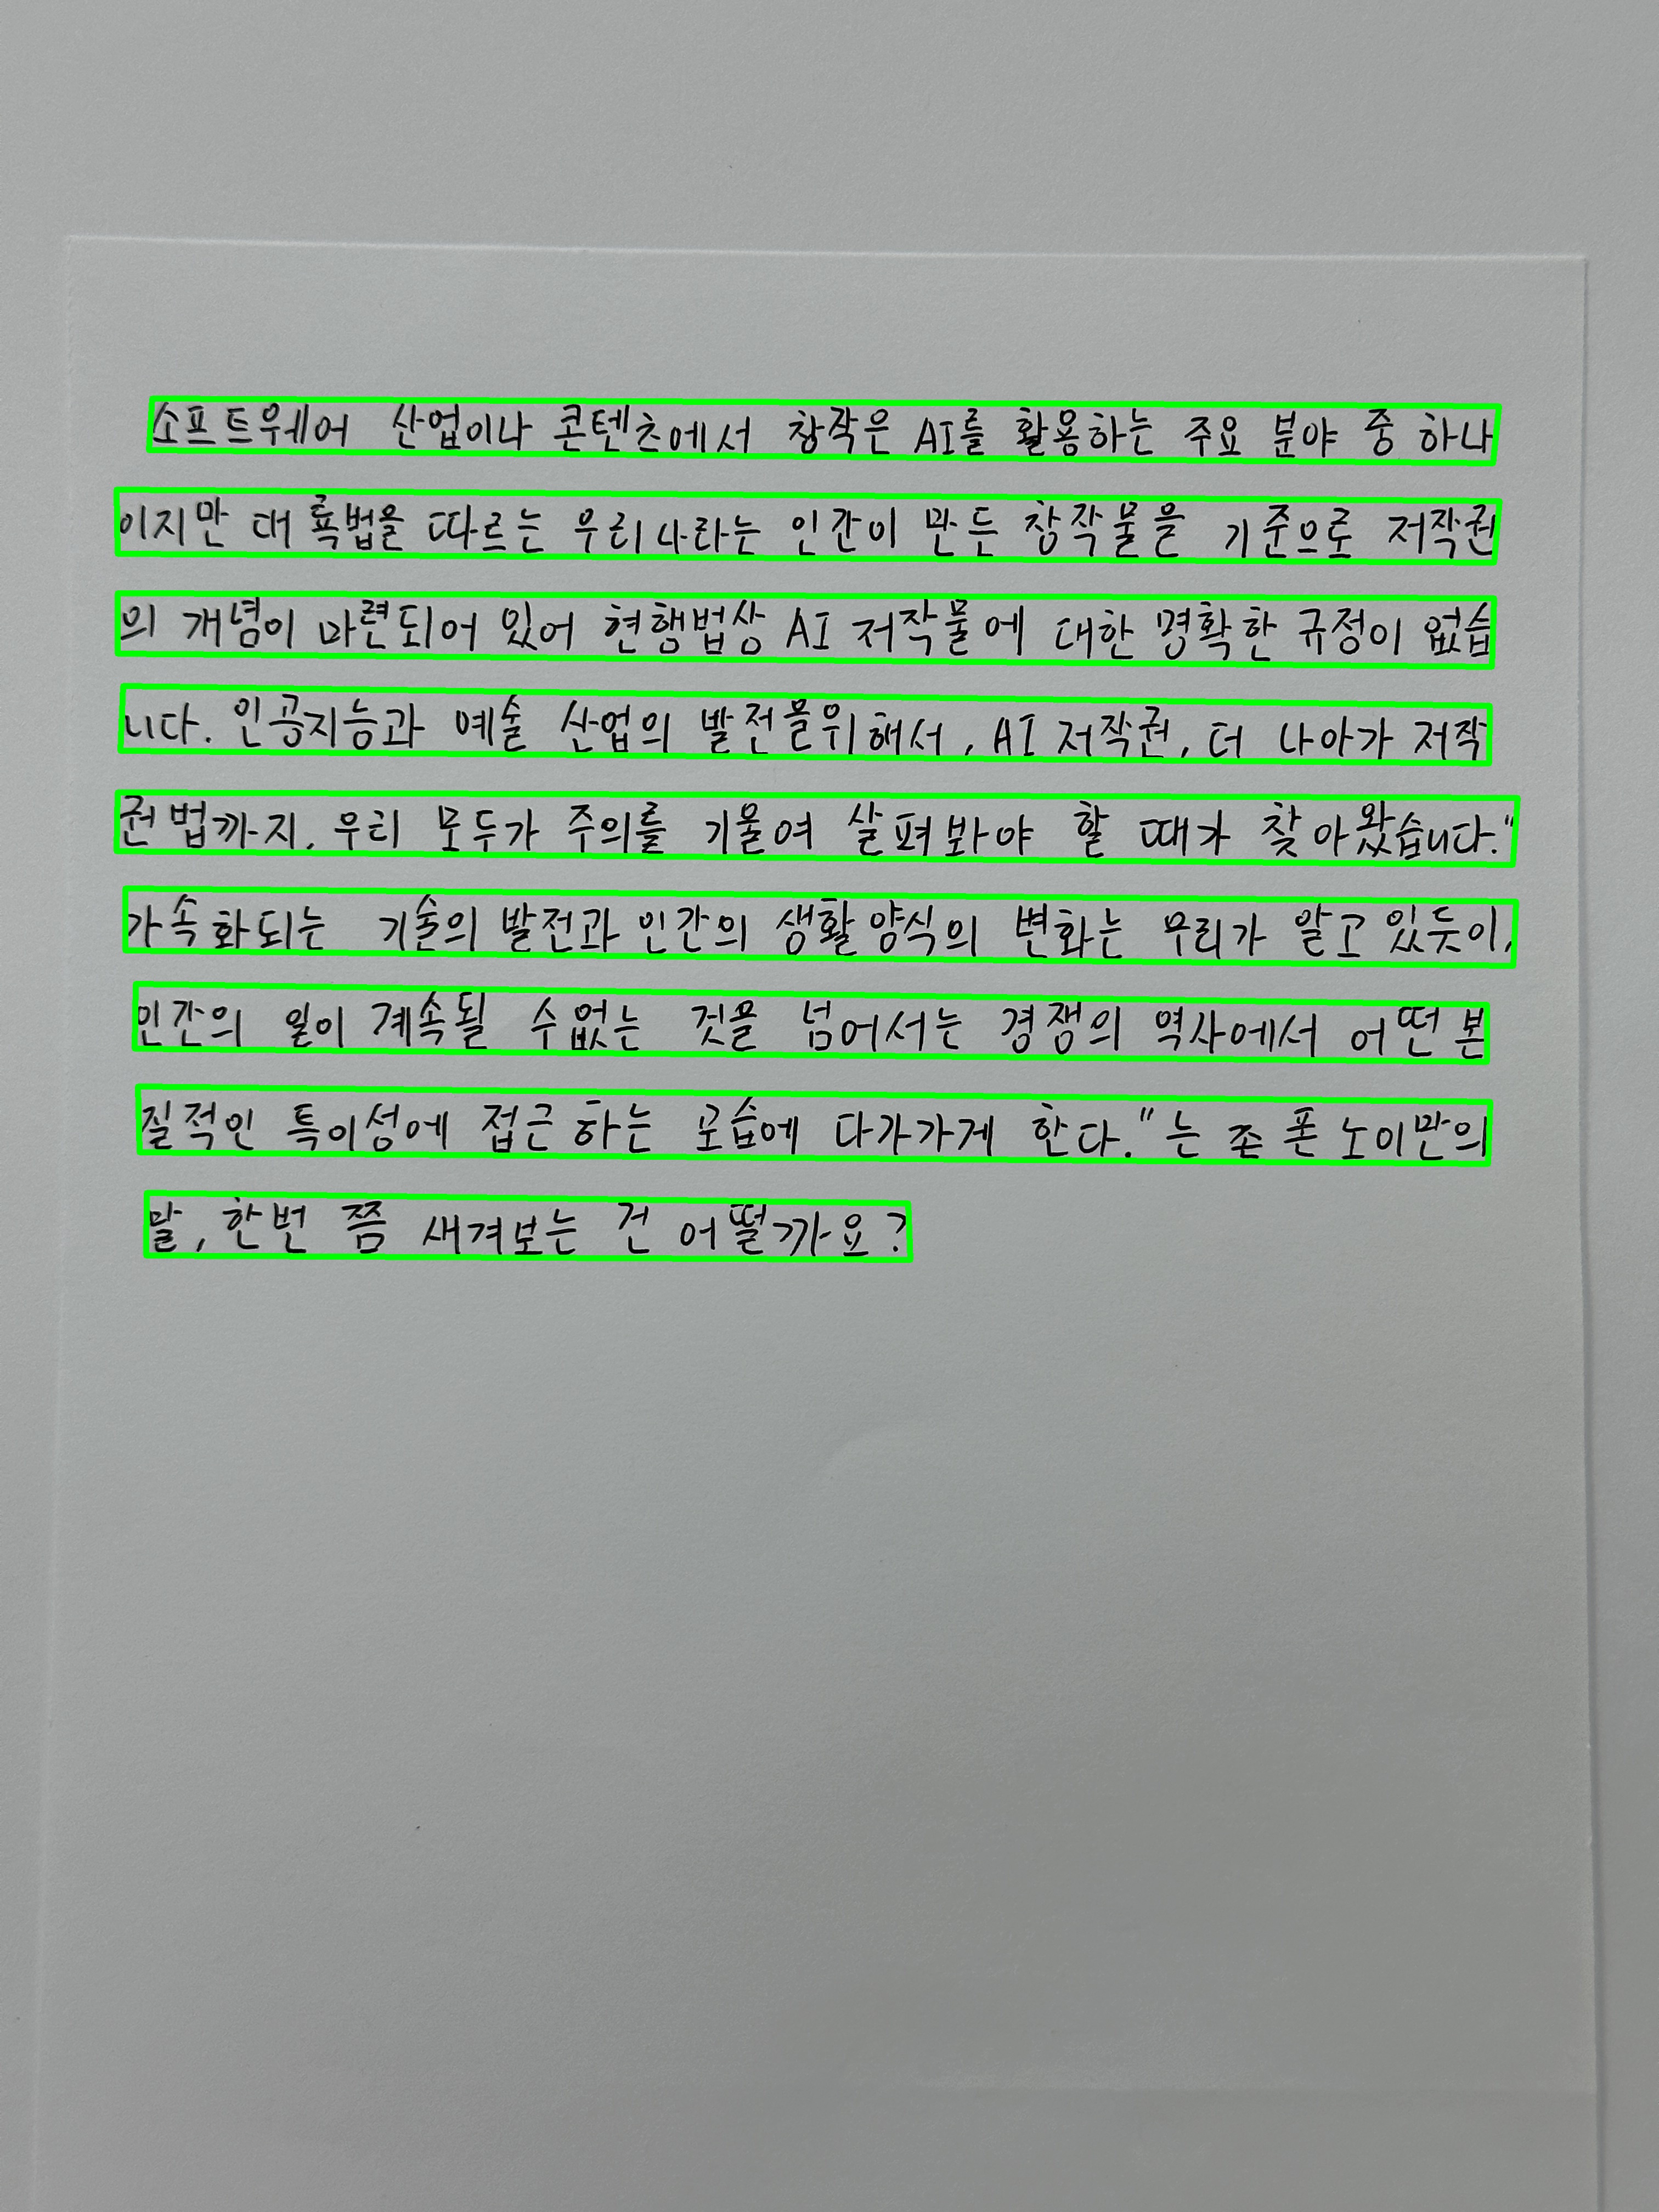 소프트웨어 산업이나 콘텐츠에서 창작은 AI를 활용하는 주요 분야 중 하나
이지만 대륙법을 따르는 우리나라는 인간이 만든 창작물을 기준으로 저작권
의 개념이 마련되어 있어 현행법상 AI 저작물에 대한 명확한 규정이 없습
니다. 인공지능과 예술 산업의 발전을위해서, AI 저작권, 더 나아가 저작
권법까지, 우리 모두가 주의를 기울여 살펴봐야 할 때가 찾아왔습니다."
가속화되는 기술의 발전과 인간의 생활양식의 변화는 우리가 알고있듯이,
인간의 일이 계속될 수없는 것을 넘어서는 경쟁의 역사에서 어떤 본
질적인 특이성에 접근하는 모습에 다가가게 한다."는 존 폰 노이만의
말, 한번 쯤 새겨보는 건 어떨까요?